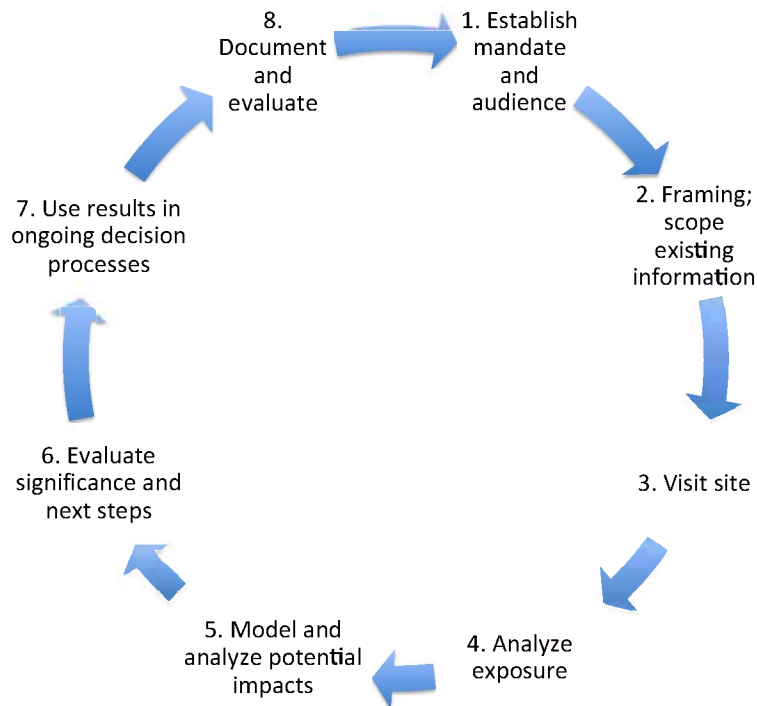 1. Establish
mandate
and
audience
2. Framing;
scope
existing
information
3. Visit site
4. Analyze
exposure
5. Model and
analyze potential
impacts
6. Evaluate
significance and
next steps
7. Use results in
ongoing decision
processes
8.
Document
and
evaluate